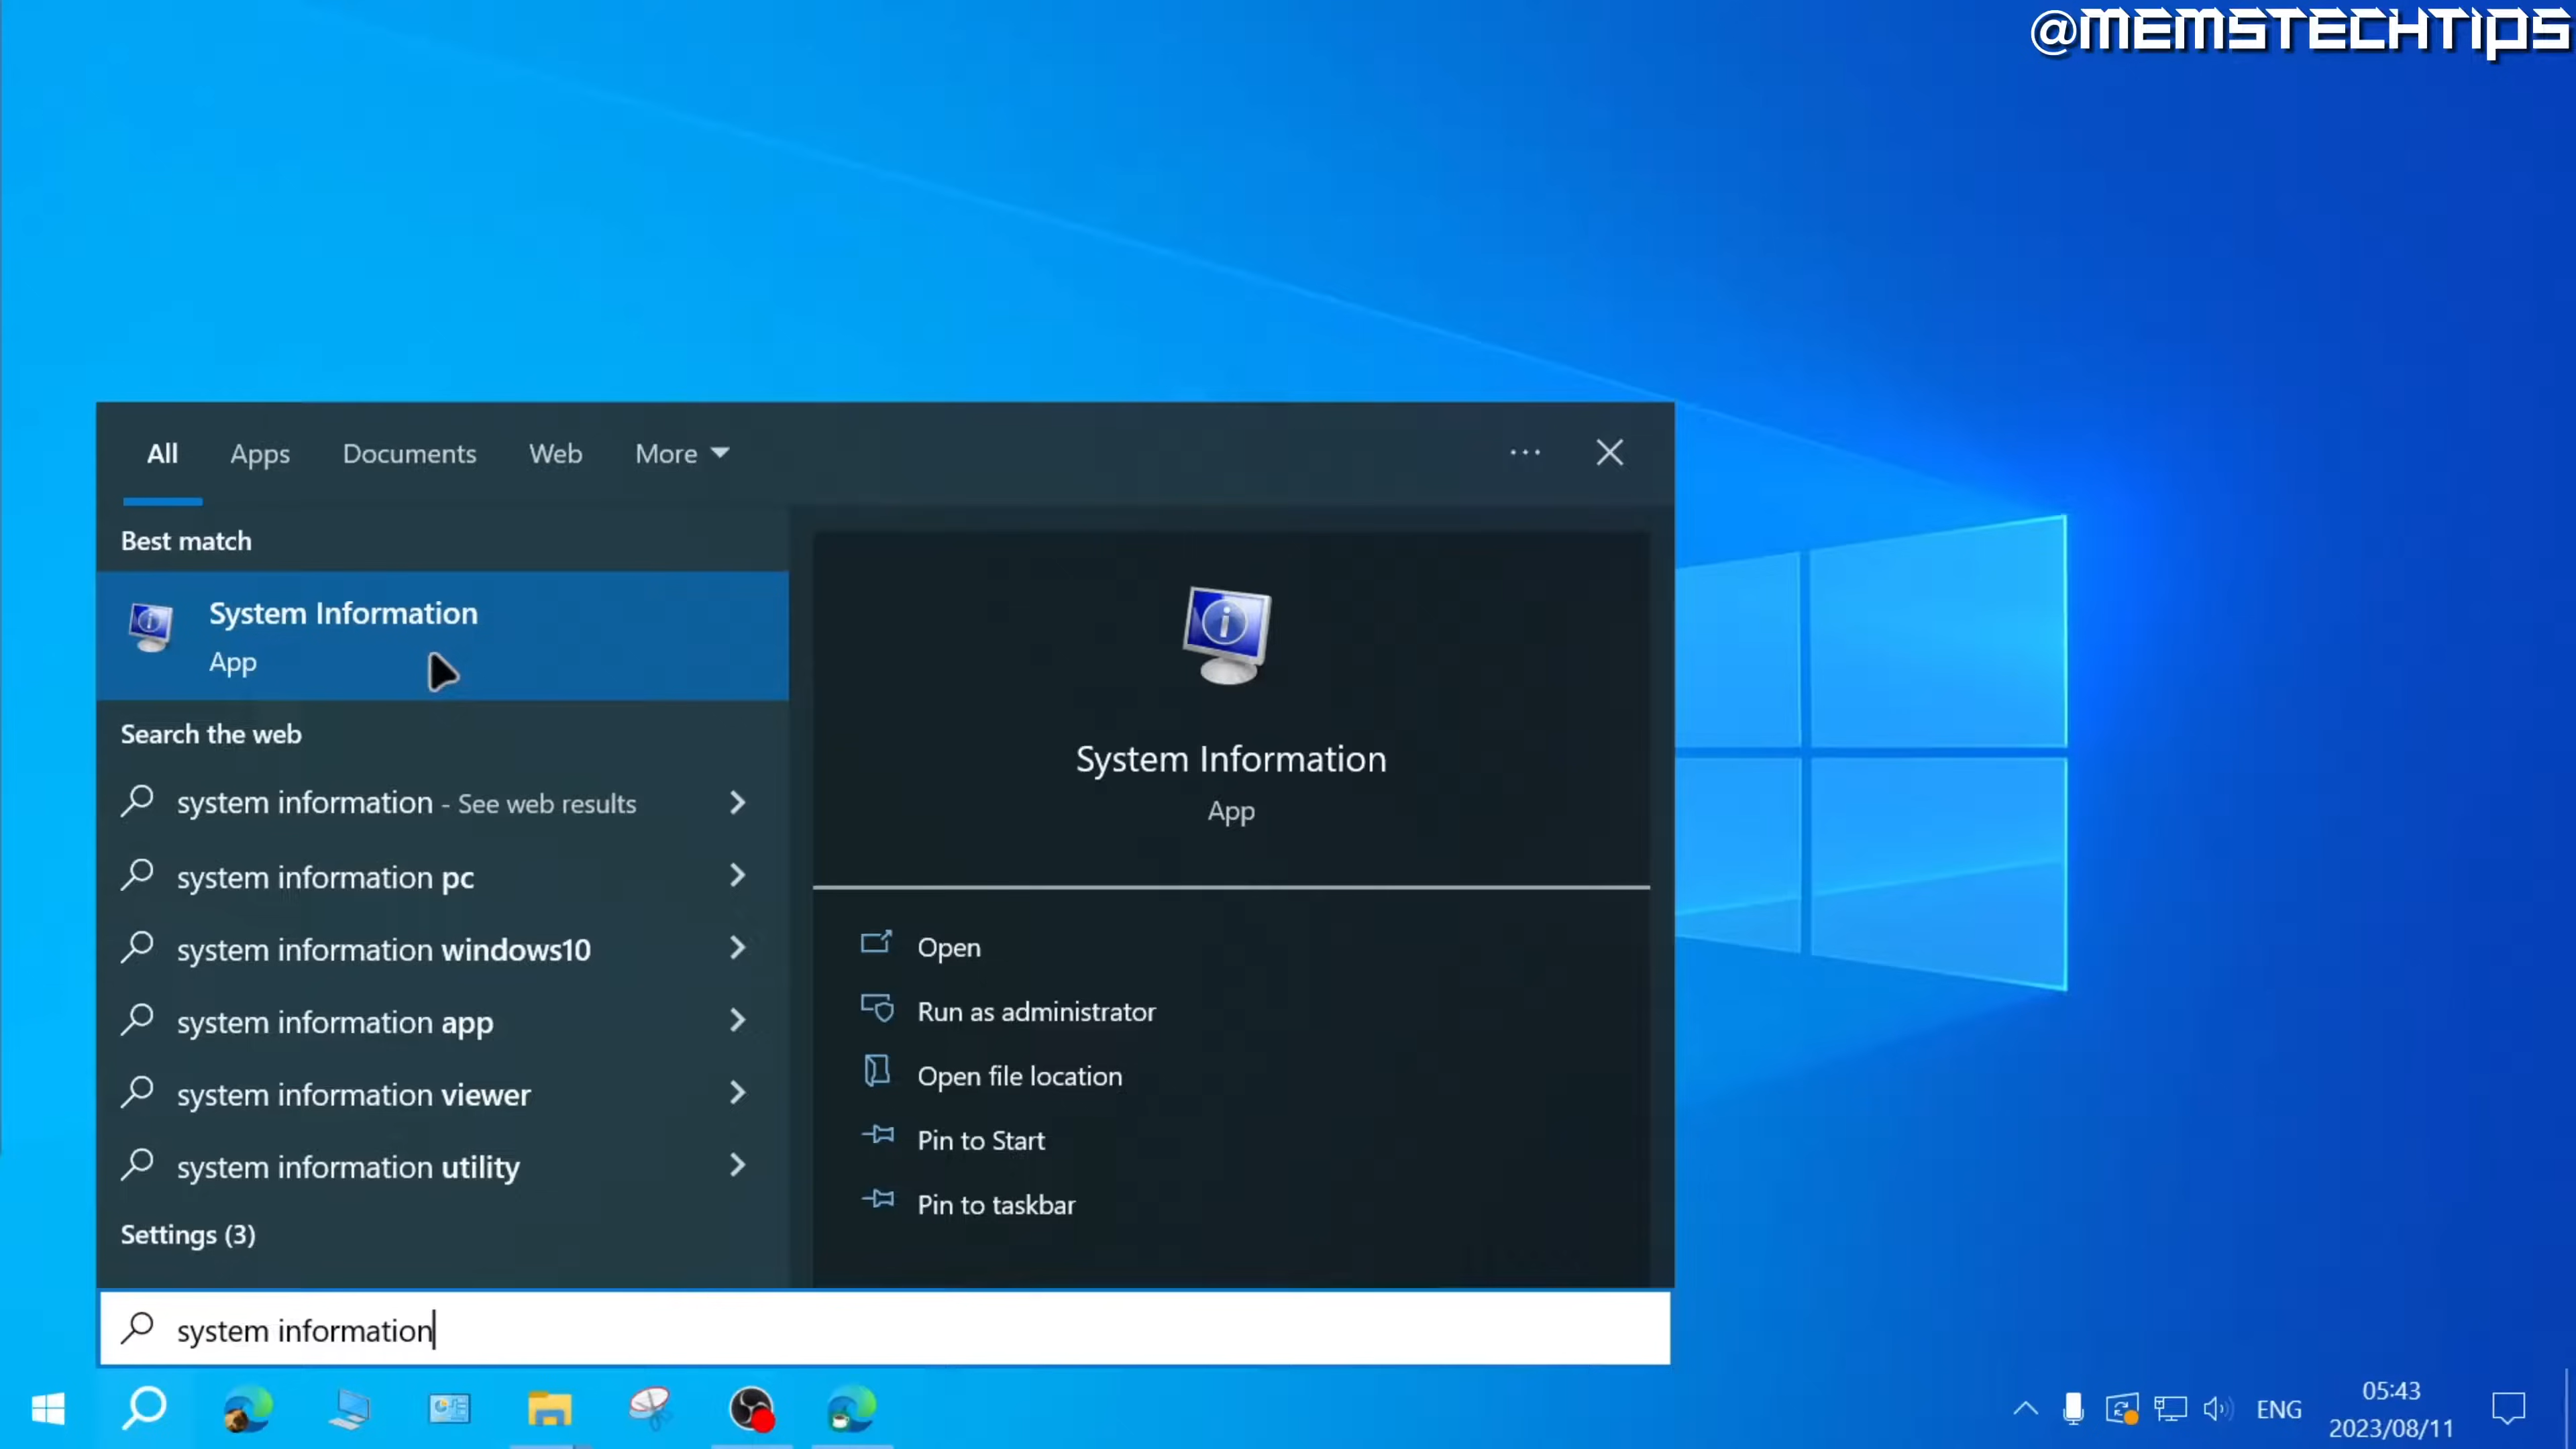 @MEMSTECHTIPS
All Apps Documents Web More
Best match
System Information
App
Search the web
system information - See web results
system information pc
system information windows10
system information app
system information viewer
system information utility
Settings (3)
System Information
App
Open
Run as administrator
Open file location
Pin to Start
Pin to taskbar
system information
ENG
05:43
2023/08/11